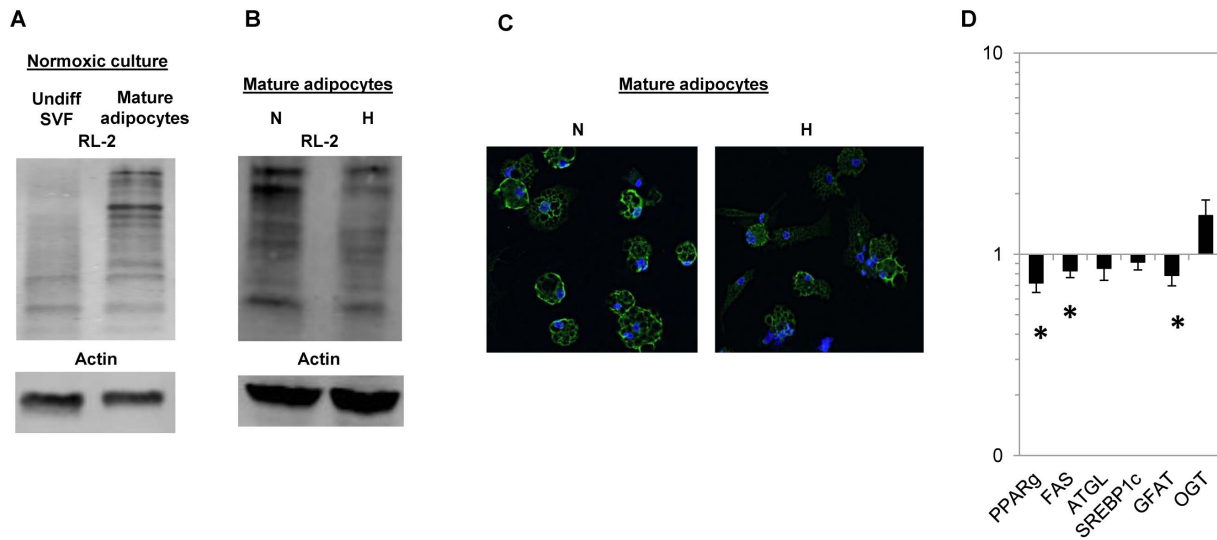 A
Normoxic culture
Undiff SVF
Mature adipocytes
RL-2
Actin
B
Mature adipocytes
N H
RL-2
Actin
C
Mature adipocytes
N H
D
10
1
0
*
*
*
PPARg
FAS
ATGL
SREBP1c
GFAT
OGT